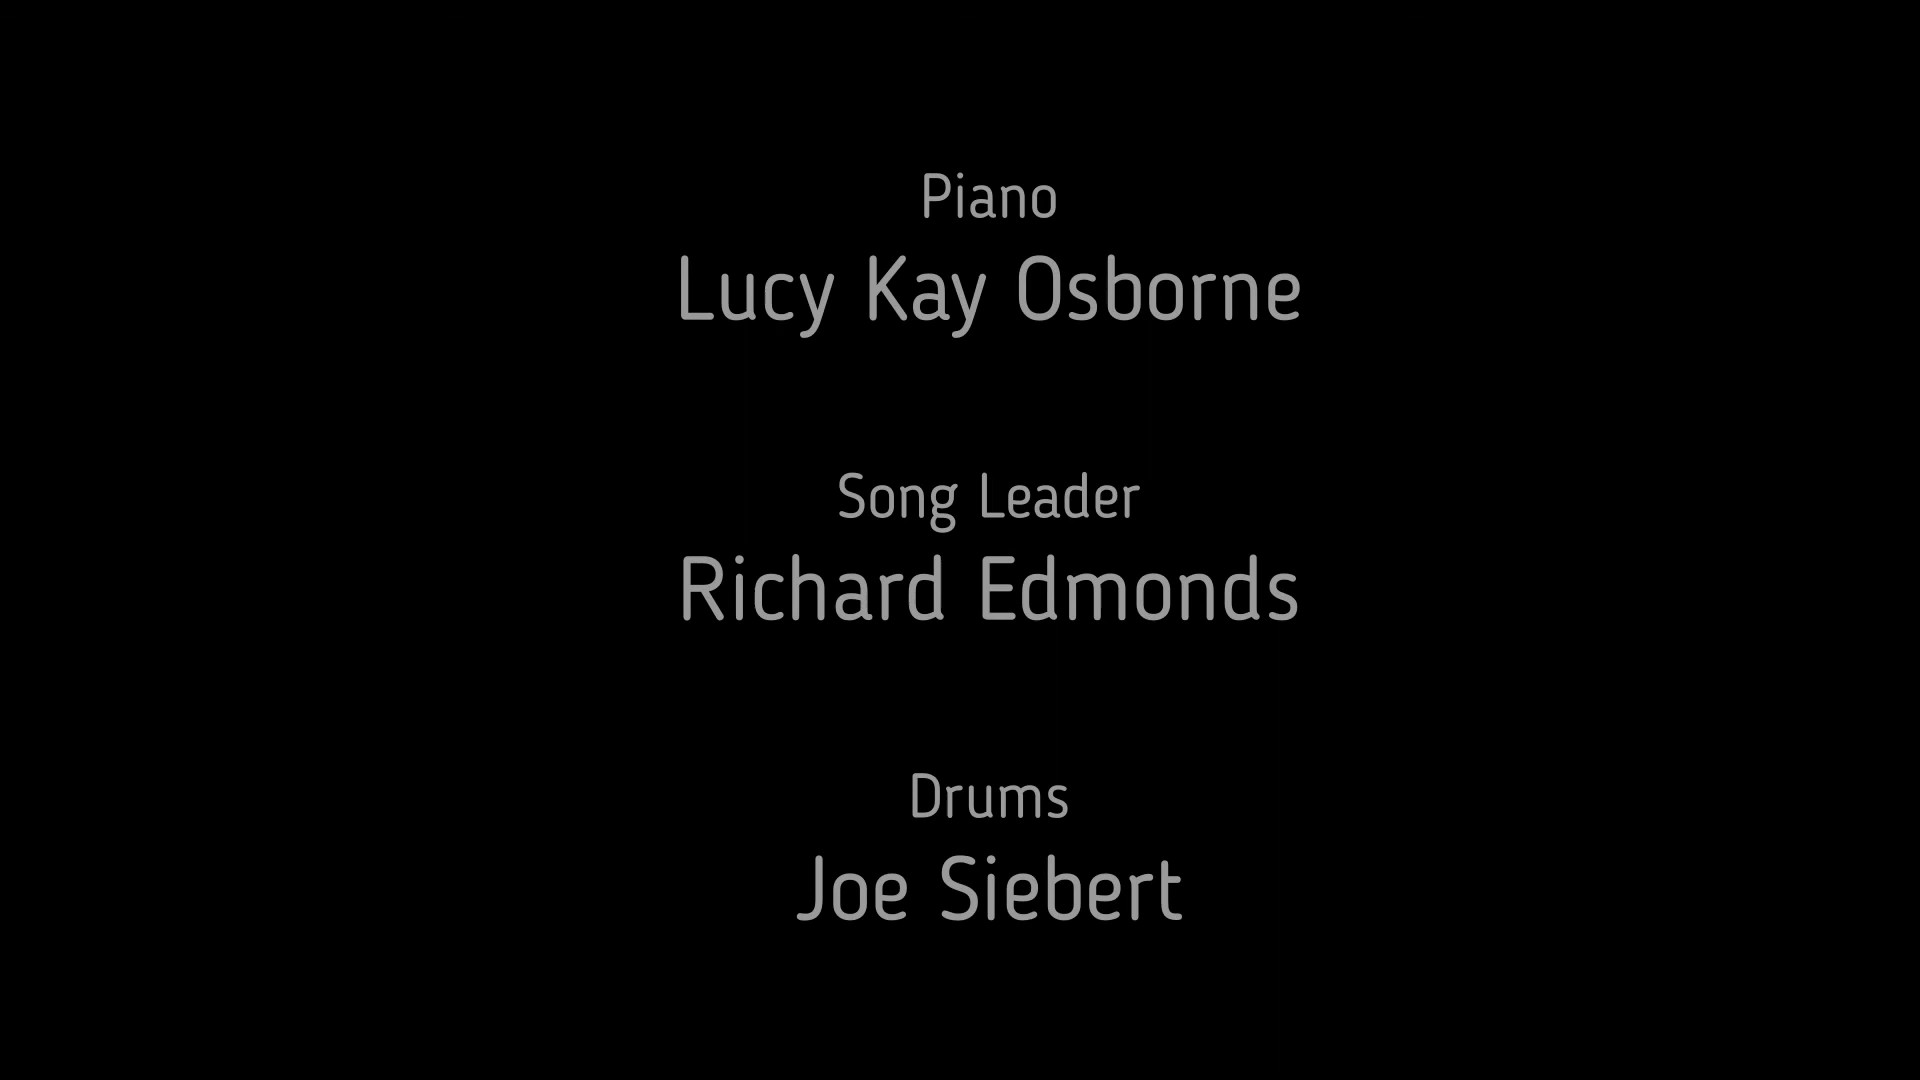 Piano
Lucy Kay Osborne
Song Leader
Richard Edmonds
Drums
Joe Siebert